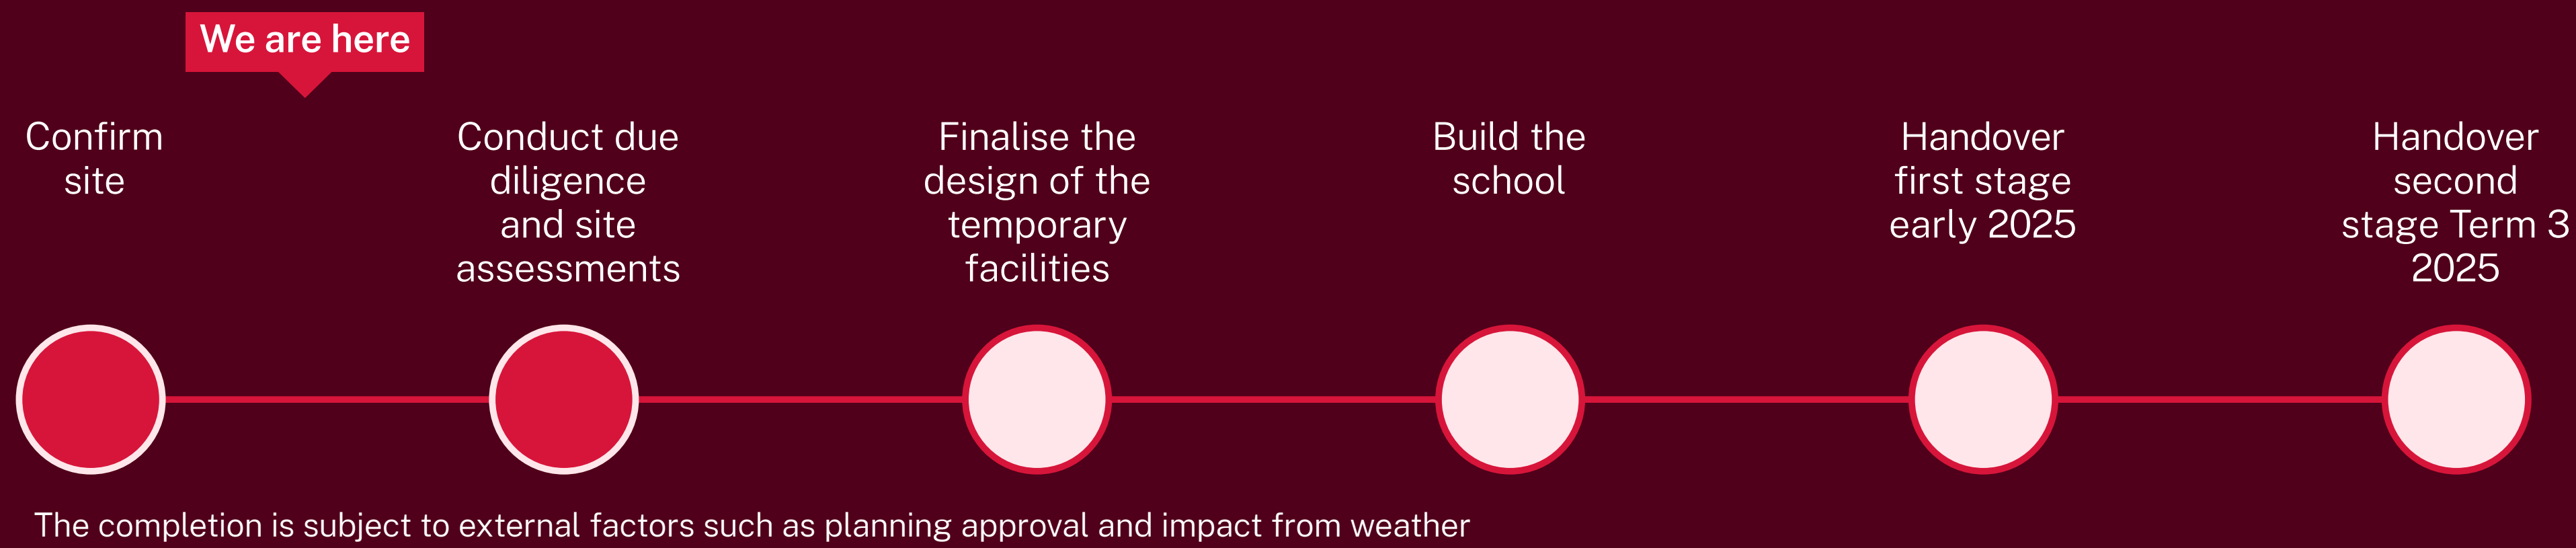 We are here
Confirm
site
Conduct due
diligence
and site
assessments
Finalise the
design of the
temporary
facilities
Build the
school
Handover
first stage
early 2025
Handover
second
stage Term 3
2025
The completion is subject to external factors such as planning approval and impact from weather